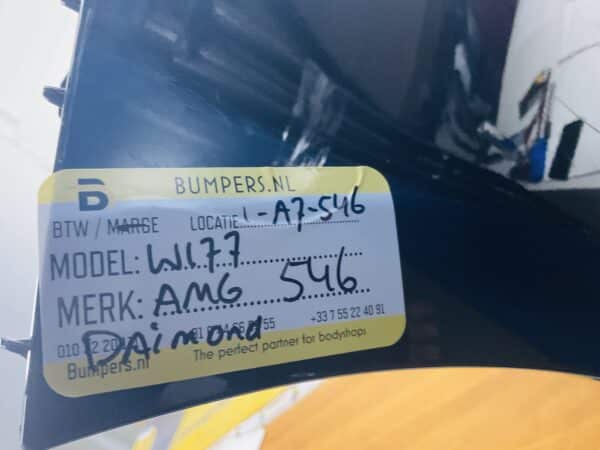 B BUMPERS.NL
BTW / MARGE LOCATIE: L-A7-546
MODEL: W177
MERK: AMG 546
DAimond
010 +33 7 55 22 40 91
Bumpers.nl The perfect partner for bodyshops